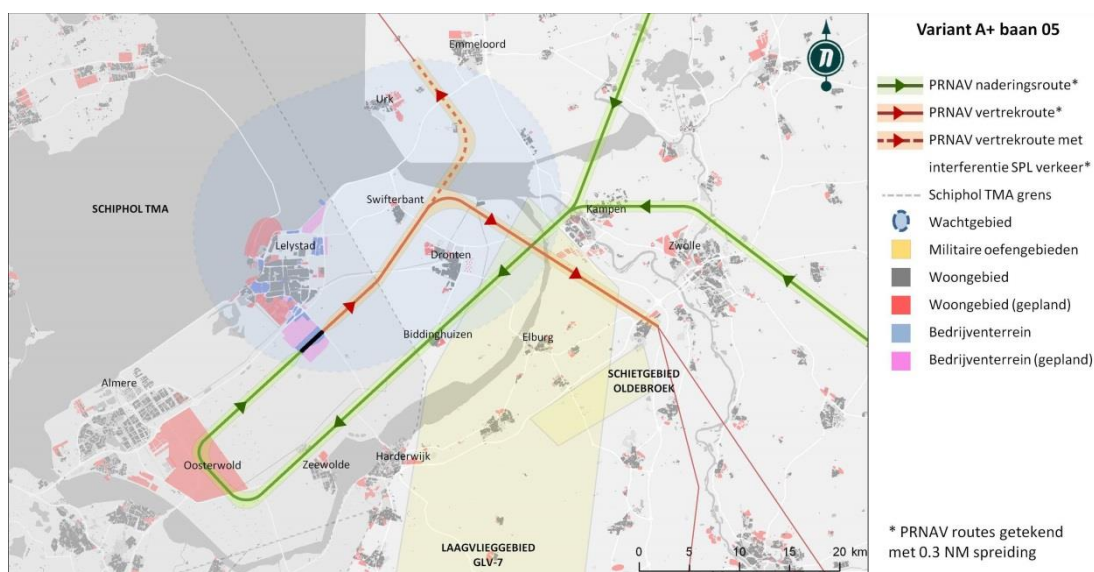 Variant A+ baan 05
PRNAV naderingsroute*
PRNAV vertrekroute*
PRNAV vertrekroute met
interferentie SPL verkeer*
Schiphol TMA grens
Wachtgebied
Militaire oefengebieden
Woongebied
Woongebied (gepland)
Bedrijventerrein
Bedrijventerrein (gepland)
* PRNAV routes getekend
met 0.3 NM spreiding
n
Emmeloord
Urk
SCHIPHOL TMA
Swifterbant
Kampen
Lelystad
Zwolle
Dronten
Biddinghuizen
Elburg
Almere
SCHIETGEBIED
OLDEBROEK
Oosterwold
Zeewolde
Harderwijk
LAAGVLIEGGEBIED
GLV-7
0 5 10 15 20 km